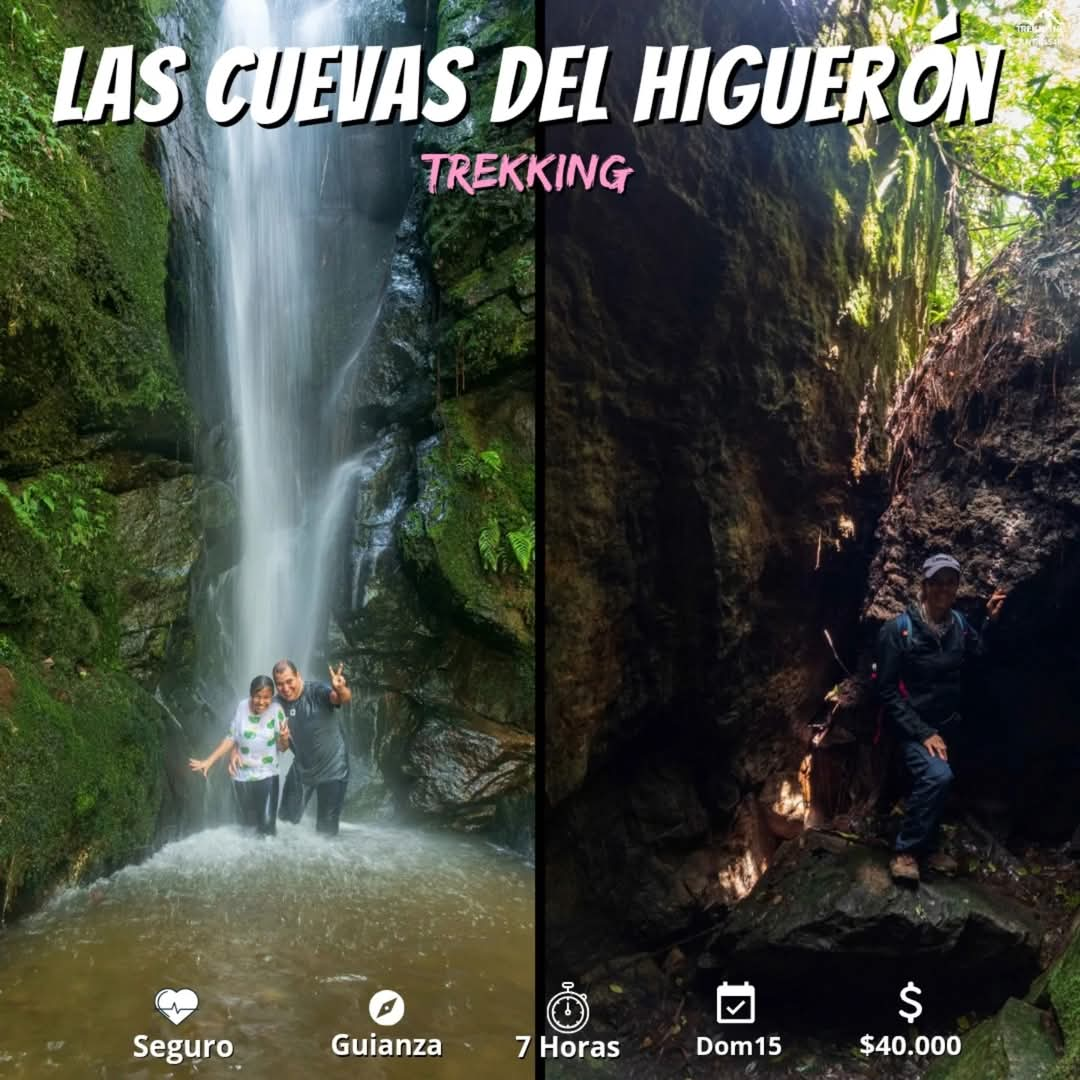 LAS CUEVAS DEL HIGUERÓN
TREKKING
Seguro
Guianza
7 Horas
Dom15
$40.000